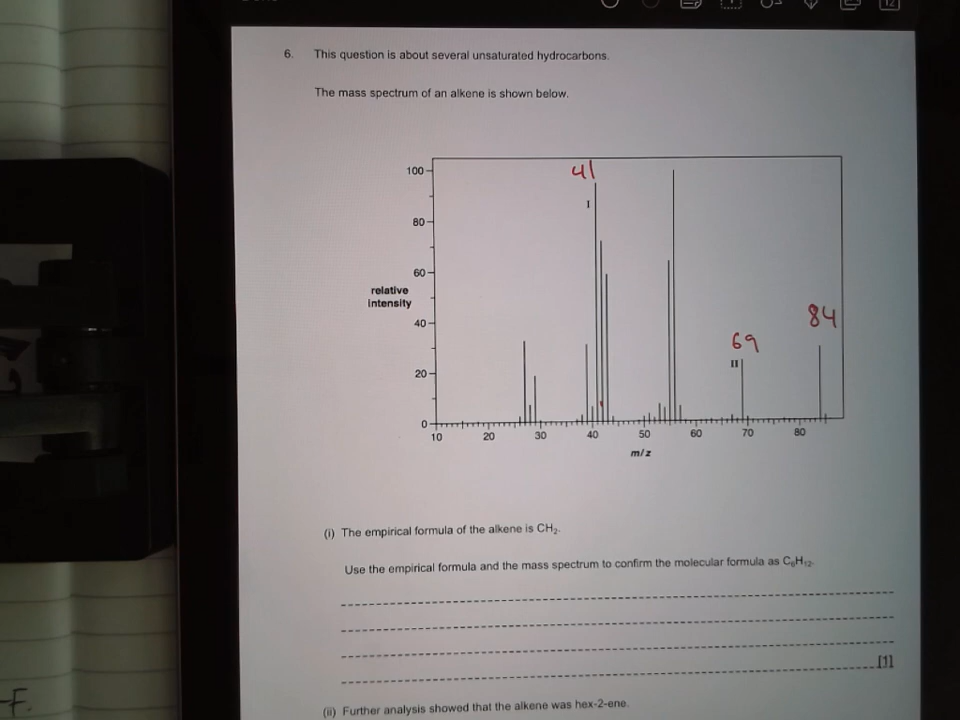 6. This question is about several unsaturated hydrocarbons.
The mass spectrum of an alkene is shown below.
41
100
I
80
60
relative
intensity
40
84
69
II
20
0
10 20 30 40 50 60 70 80
m/z
(i) The empirical formula of the alkene is CH₂.
Use the empirical formula and the mass spectrum to confirm the molecular formula as C₆H₁₂.
[1]
(ii) Further analysis showed that the alkene was hex-2-ene.
12
F.